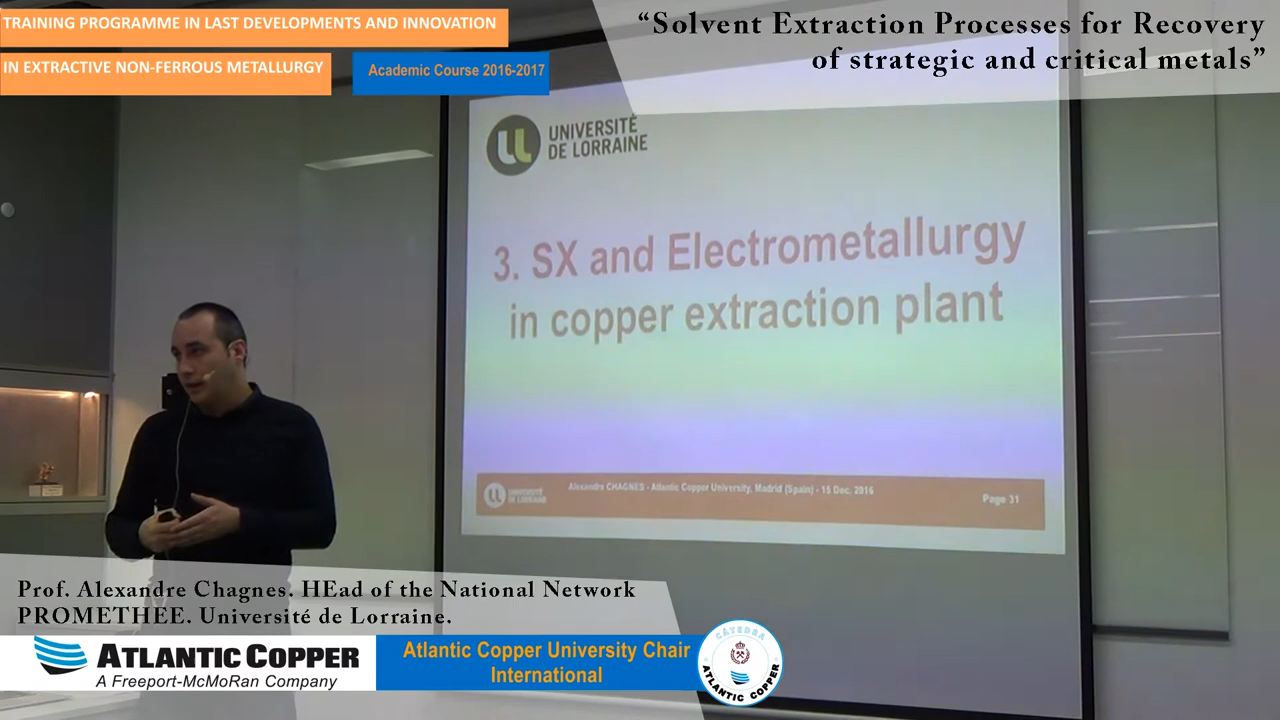 TRAINING PROGRAMME IN LAST DEVELOPMENTS AND INNOVATION
IN EXTRACTIVE NON-FERROUS METALLURGY
Academic Course 2016-2017
“Solvent Extraction Processes for Recovery
of strategic and critical metals”
UNIVERSITÉ
DE LORRAINE
3. SX and Electrometallurgy
in copper extraction plant
UNIVERSITÉ
DE LORRAINE
Alexandre CHAGNES - Atlantic Copper University, Madrid (Spain) - 15 Dec. 2016
Page 31
Prof. Alexandre Chagnes. HEad of the National Network
PROMETHEE. Université de Lorraine.
ATLANTIC COPPER
A Freeport-McMoRan Company
Atlantic Copper University Chair
International
CÁTEDRA
ATLANTIC COPPER